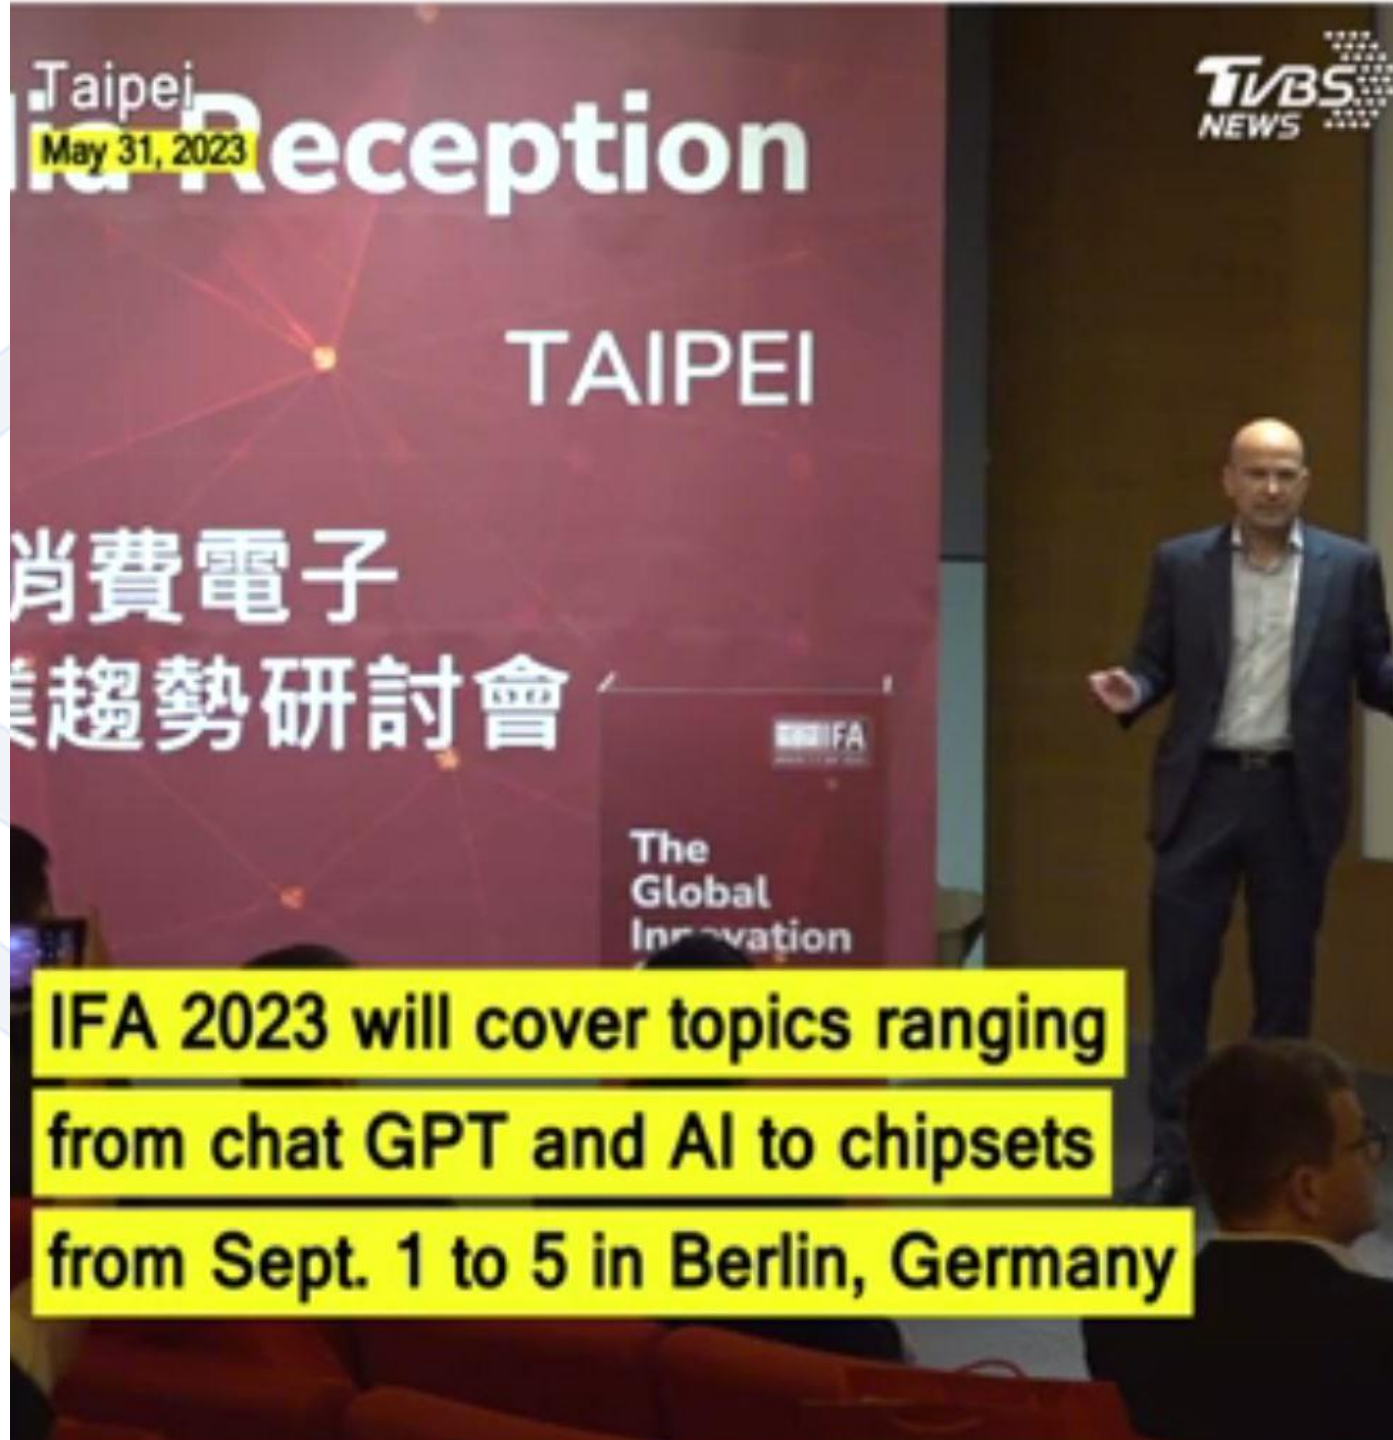 Taipei
May 31, 2023
TVBS
NEWS
Reception
TAIPEI
消費電子
趨勢研討會
IFA
The
Global
Innovation
IFA 2023 will cover topics ranging
from chat GPT and AI to chipsets
from Sept. 1 to 5 in Berlin, Germany